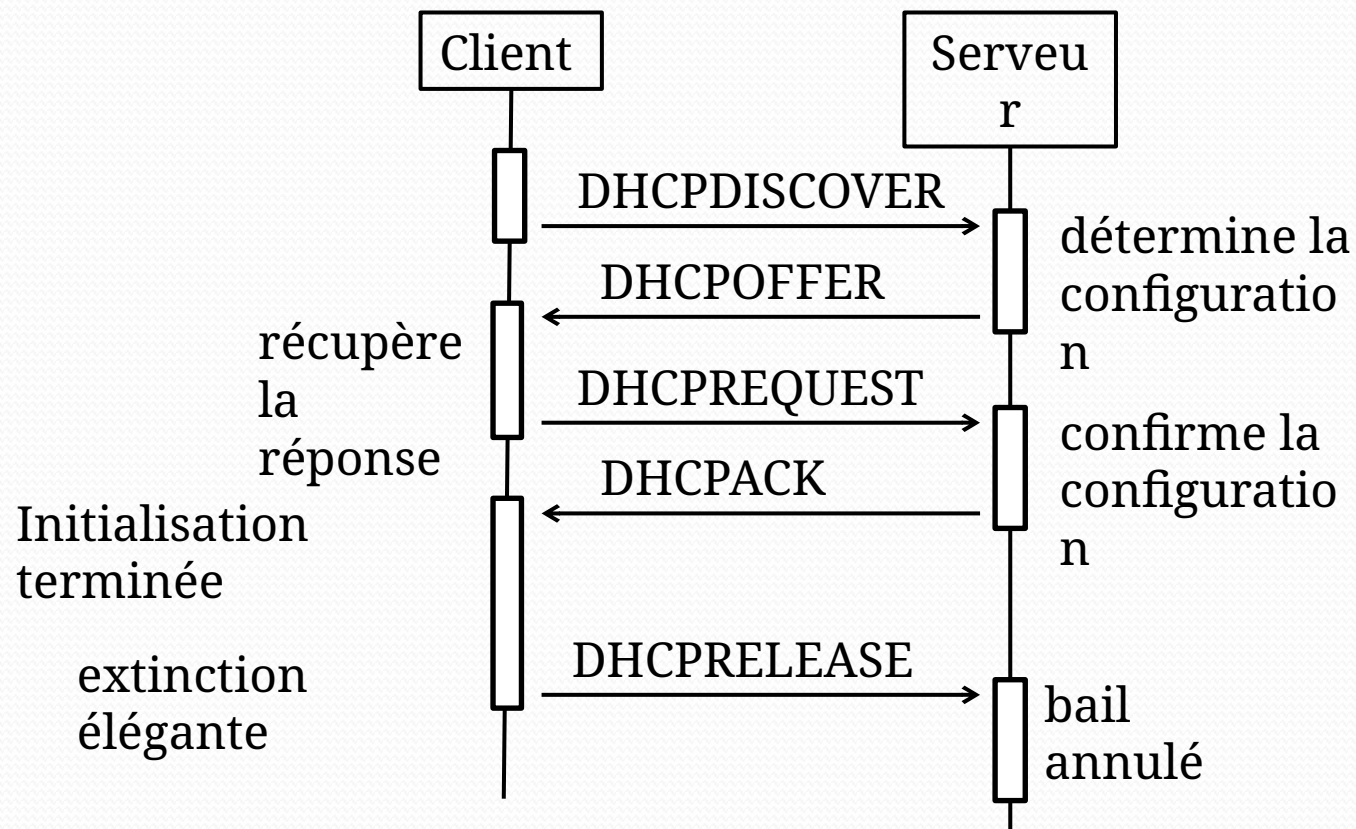 Client
Serveu
r
DHCPDISCOVER
détermine la
configuratio
n
DHCPOFFER
récupère
la
réponse
DHCPREQUEST
confirme la
configuratio
n
DHCPACK
Initialisation
terminée
DHCPRELEASE
extinction
élégante
bail
annulé